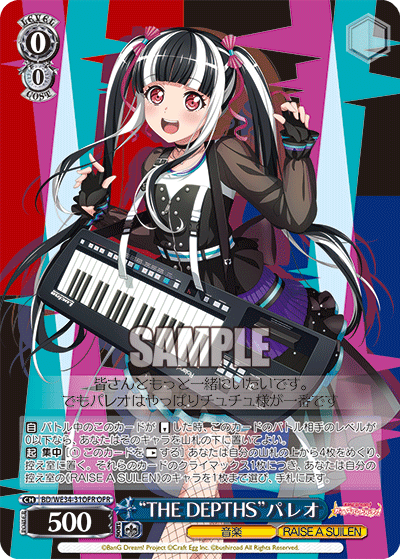 LEVEL
0
0
COST
SAMPLE
皆さんともっと一緒にいたいです。
でもパレオはやっぱりチュチュ様が一番です
自 バトル中のこのカードが した時、このカードのバトル相手のレベルが
0以下なら、あなたはそのキャラを山札の下に置いてよい。
起 集中 [ このカードを する] あなたは自分の山札の上から4枚をめくり、
控え室に置く。それらのカードのクライマックス1枚につき、あなたは自分の控え室の
《RAISE A SUILEN》のキャラを1枚まで選び、手札に戻す。
CH BD/WE34-31OFR OFR
POWER
500
"THE DEPTHS"パレオ
音楽
RAISE A SUILEN
©BanG Dream! Project ©Craft Egg Inc. ©bushiroad All Rights Reserved.